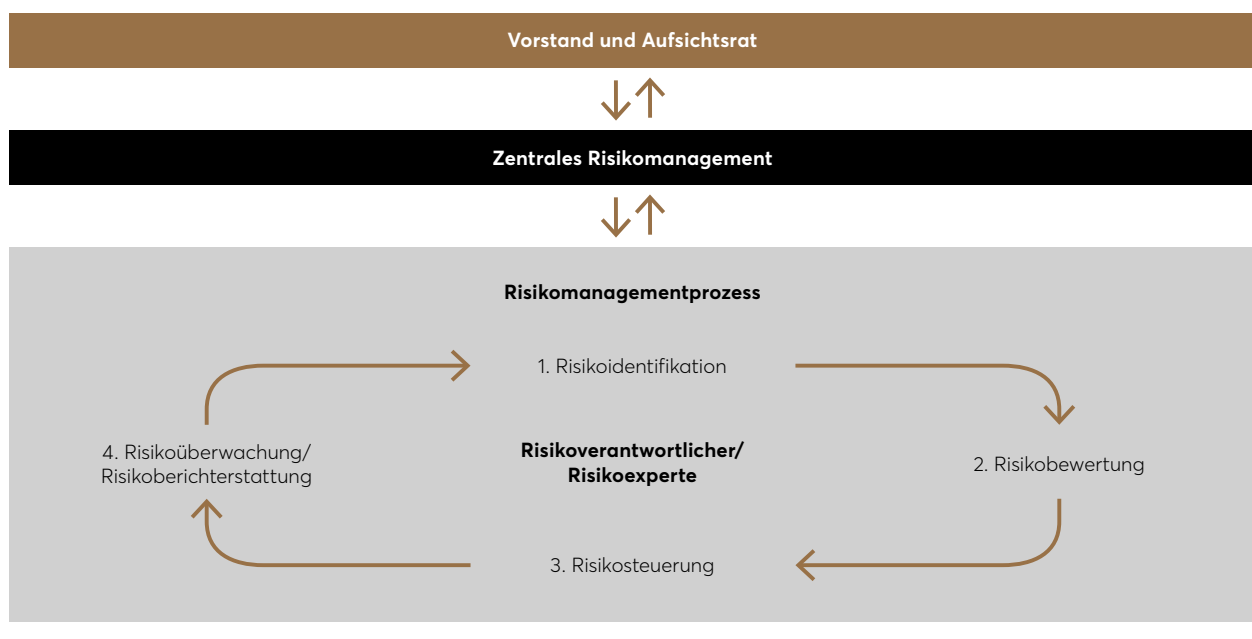 Vorstand und Aufsichtsrat
Zentrales Risikomanagement
Risikomanagementprozess
1. Risikoidentifikation
4. Risikoüberwachung/
Risikoberichterstattung
Risikoverantwortlicher/
Risikoexperte
2. Risikobewertung
3. Risikosteuerung